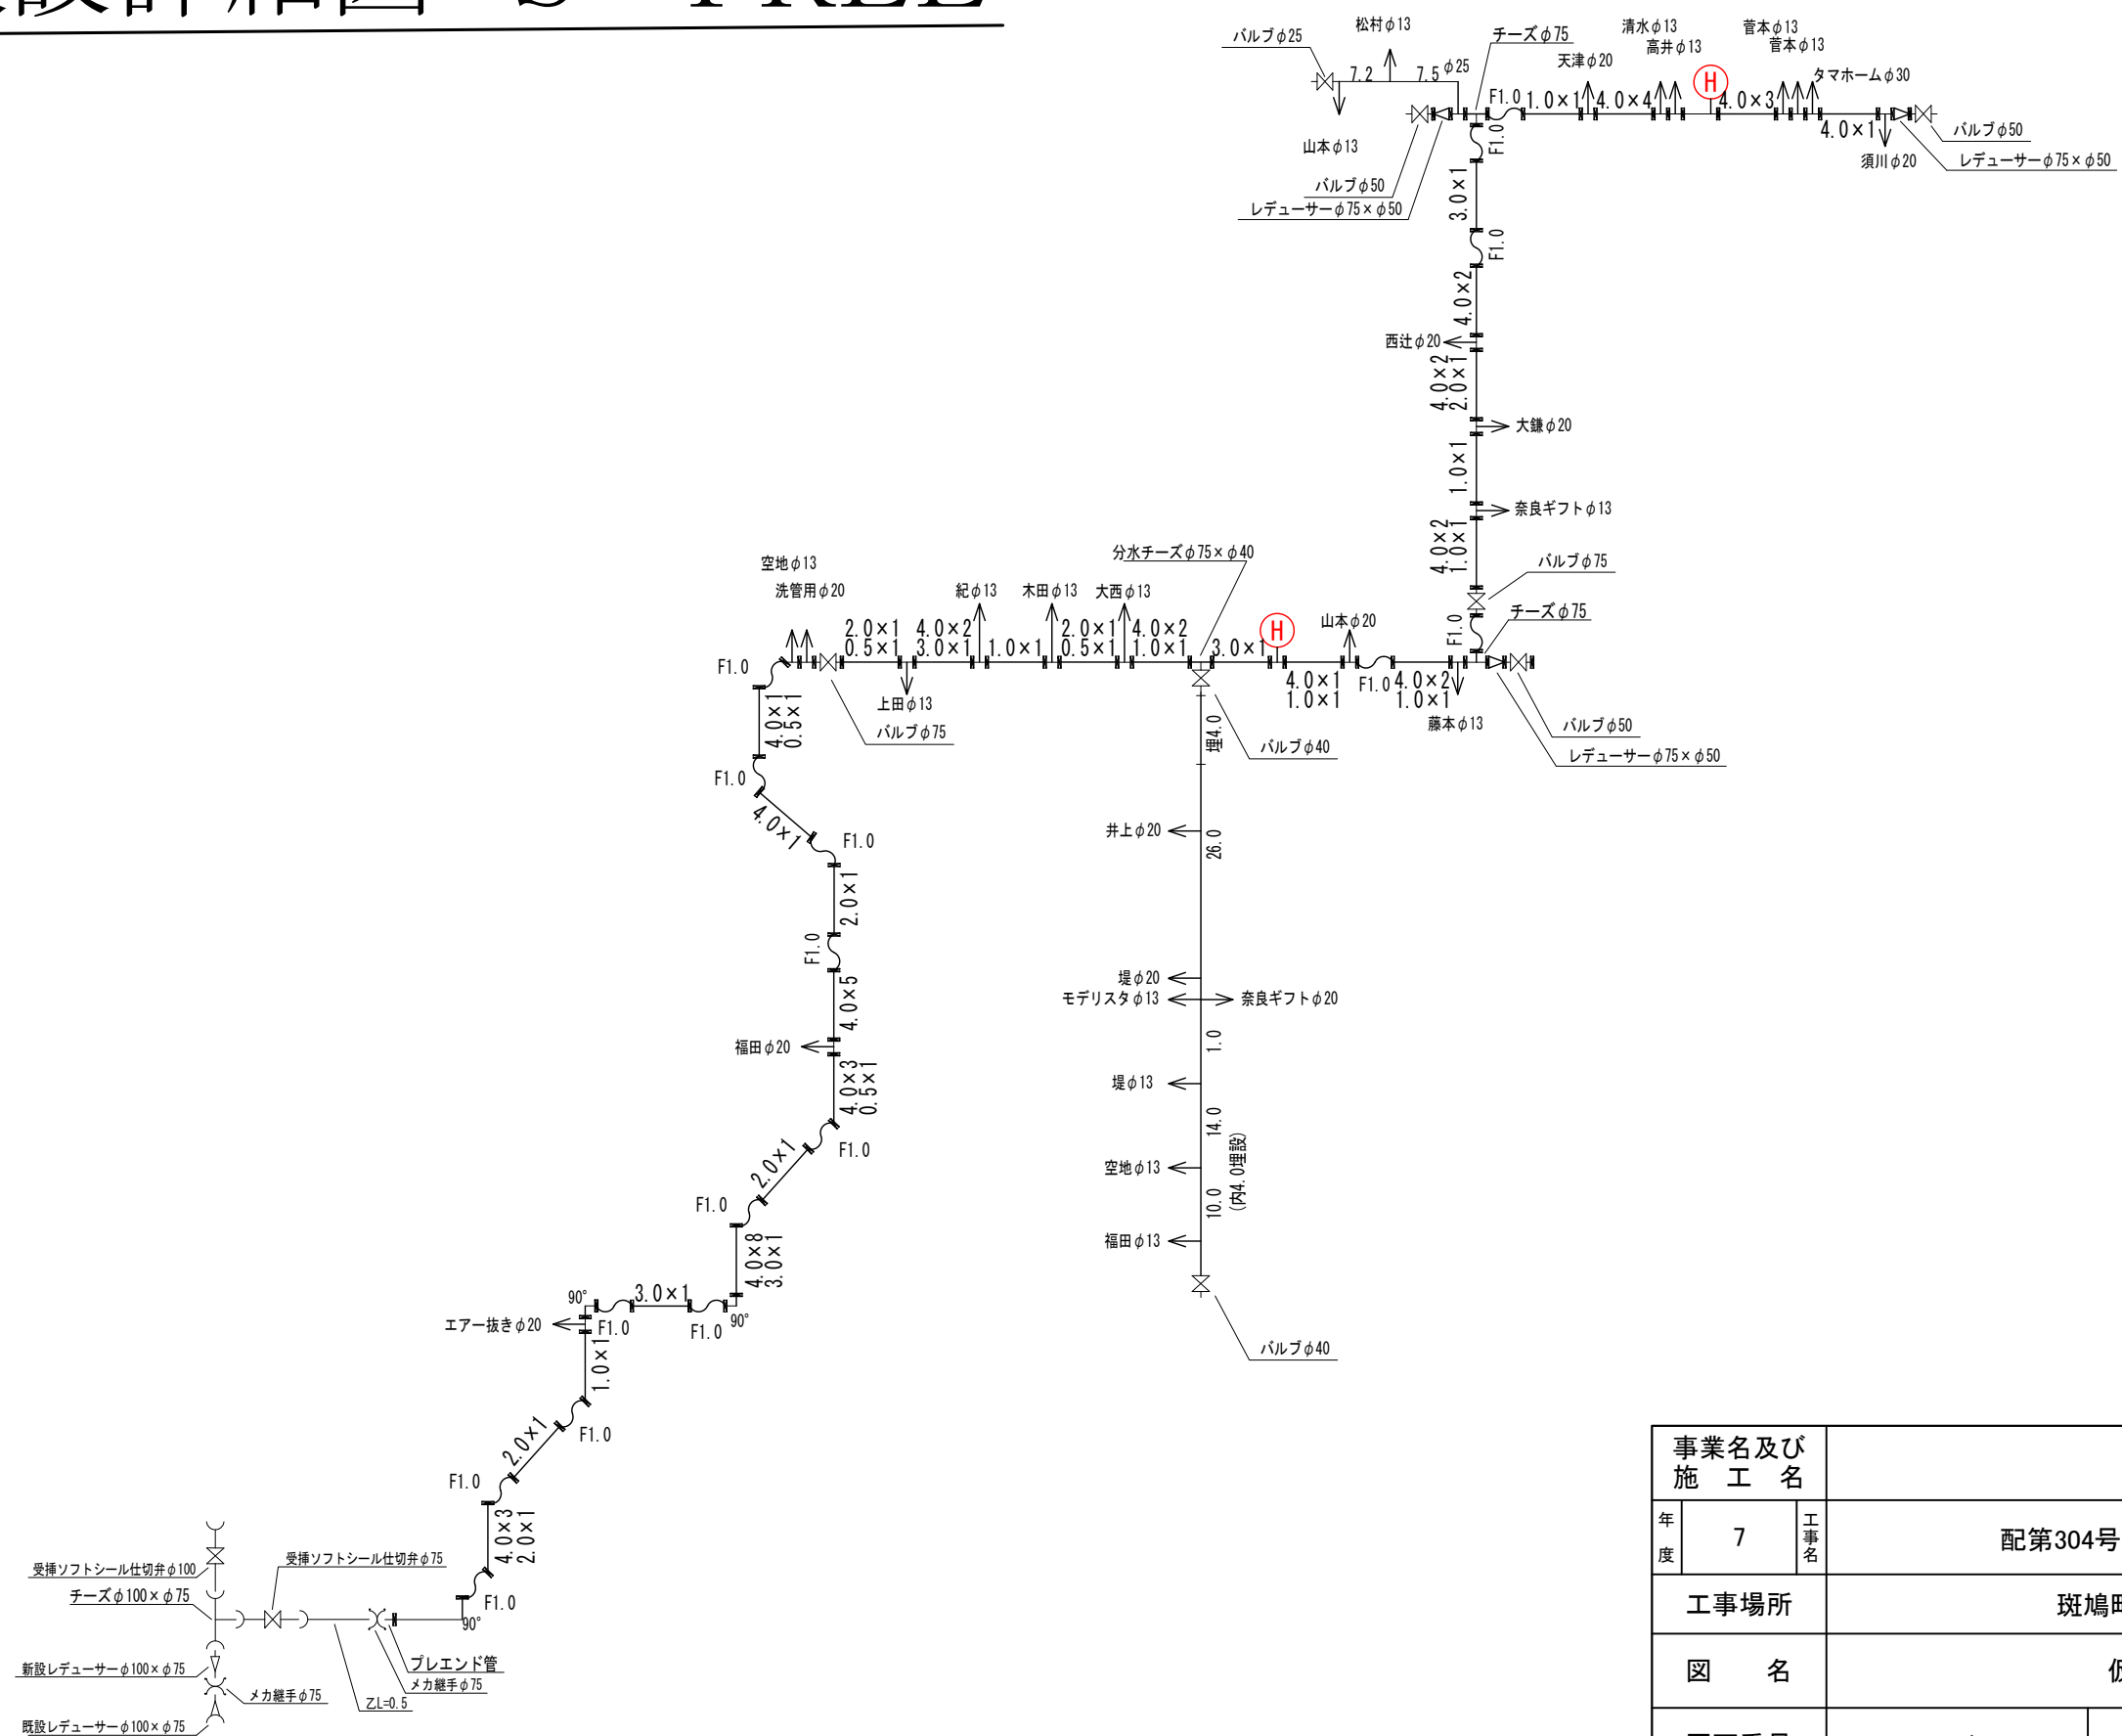 バルブφ25
松村φ13
7.2
7.5
φ25
チーズφ75
天津φ20
清水φ13
高井φ13
菅本φ13
菅本φ13
タマホームφ30
H
F1.0
1.0×1
4.0×4
4.0×3
4.0×1
須川φ20
バルブφ50
レデューサーφ75×φ50
山本φ13
バルブφ50
レデューサーφ75×φ50
F1.0
3.0×1
F1.0
4.0×2
西辻φ20
4.0×2
2.0×1
大鎌φ20
1.0×1
奈良ギフトφ13
4.0×2
1.0×1
バルブφ75
F1.0
チーズφ75
分水チーズφ75×φ40
空地φ13
洗管用φ20
F1.0
2.0×1
0.5×1
4.0×2
3.0×1
紀φ13
1.0×1
木田φ13
2.0×1
0.5×1
大西φ13
4.0×2
1.0×1
3.0×1
H
山本φ20
4.0×1
1.0×1
F1.0
4.0×2
1.0×1
藤本φ13
バルブφ50
レデューサーφ75×φ50
上田φ13
バルブφ75
4.0×1
0.5×1
F1.0
4.0×1
F1.0
2.0×1
F1.0
4.0×5
福田φ20
4.0×3
0.5×1
F1.0
2.0×1
F1.0
4.0×8
3.0×1
90°
3.0×1
F1.0
F1.0
90°
エアー抜きφ20
1.0×1
F1.0
2.0×1
F1.0
4.0×3
2.0×1
F1.0
90°
バルブφ40
埋4.0
井上φ20
26.0
堤φ20
モデリスタφ13
奈良ギフトφ20
1.0
堤φ13
14.0
(内4.0埋設)
空地φ13
10.0
福田φ13
バルブφ40
受挿ソフトシール仕切弁φ100
受挿ソフトシール仕切弁φ75
チーズφ100×φ75
新設レデューサーφ100×φ75
メカ継手φ75
既設レデューサーφ100×φ75
プレエンド管
メカ継手φ75
乙L=0.5
事業名及び
施 工 名
年度
7
工事名
配第304号
工事場所
斑鳩町
図 名
仮